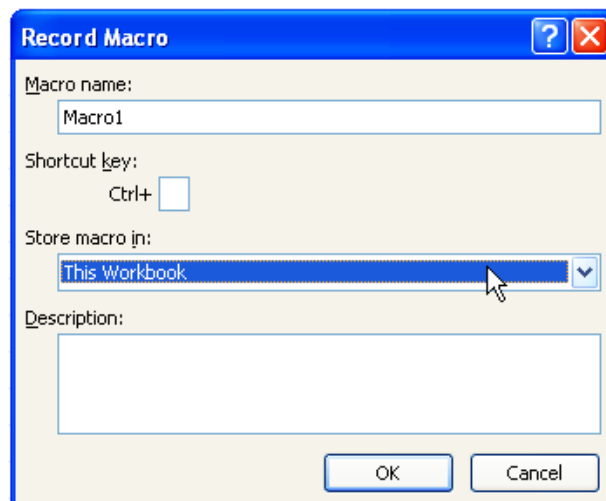 Record Macro
?
Macro name:
Macro1
Shortcut key:
Ctrl+
Store macro in:
This Workbook
Description:
OK Cancel